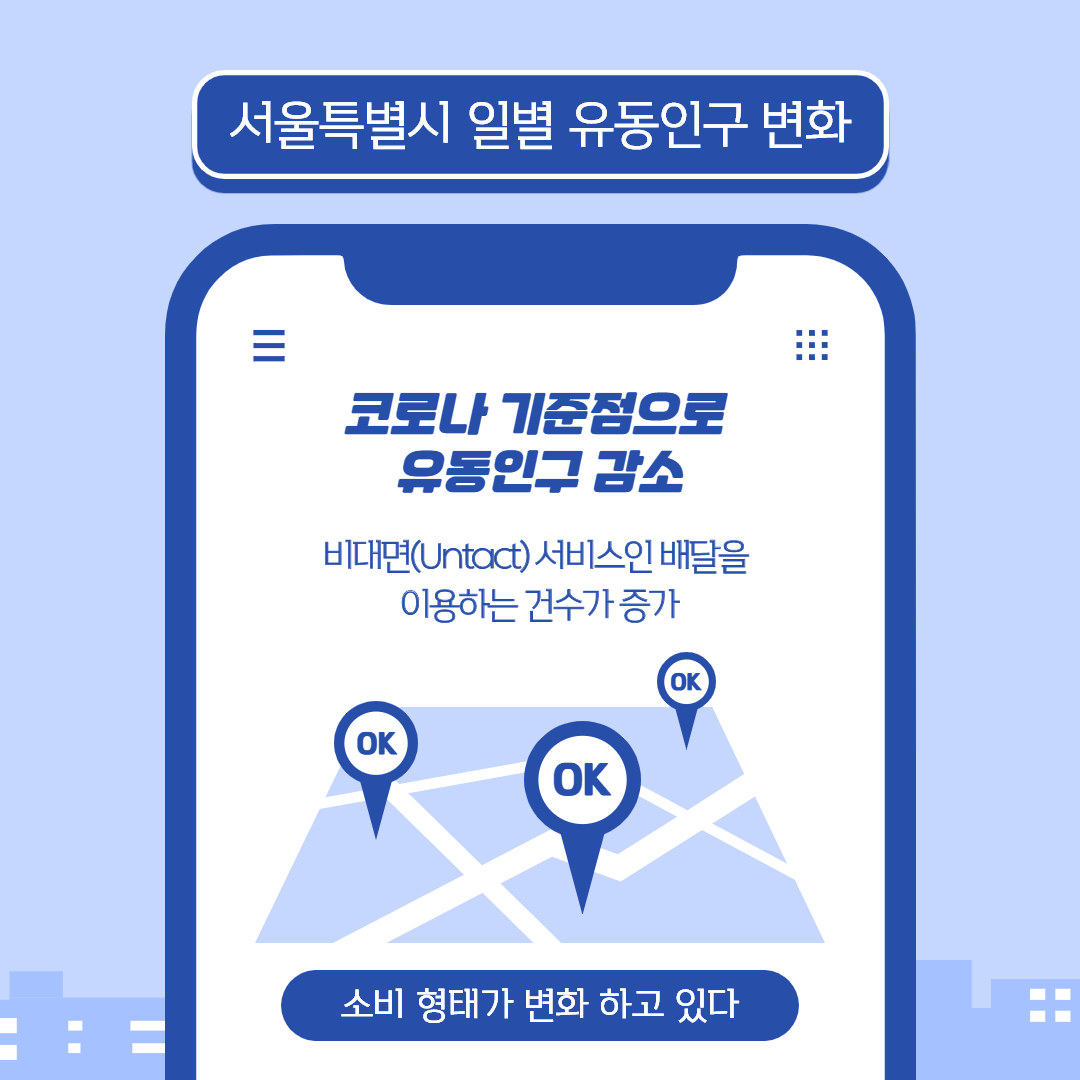 서울특별시 일별 유동인구 변화
코로나 기준점으로
유동인구 감소
비대면(Untact) 서비스인 배달을
이용하는 건수가 증가
OK
OK
OK
소비 형태가 변화 하고 있다